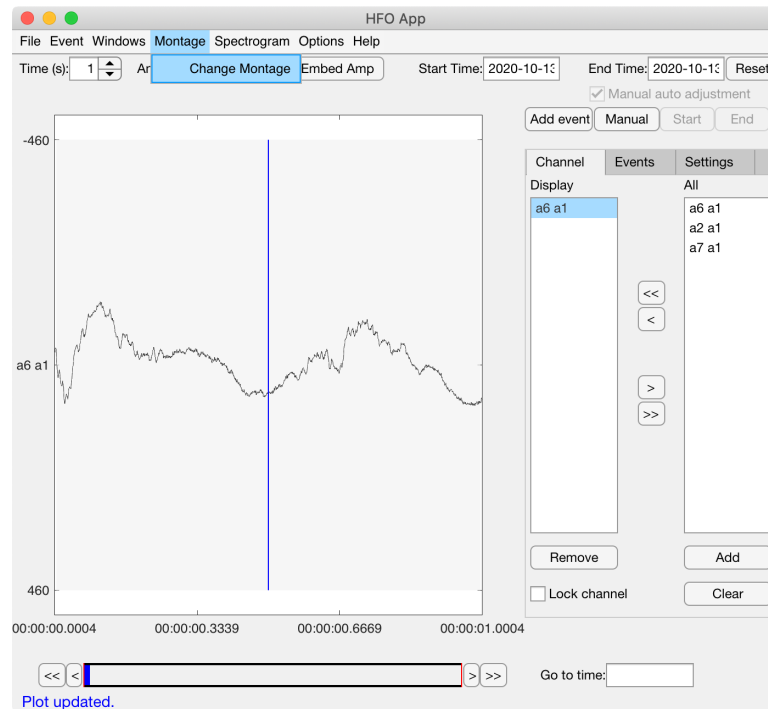 HFO App
File Event Windows Montage Spectrogram Options Help
Time (s): 1 Change Montage Embed Amp Start Time: 2020-10-13 End Time: 2020-10-13 Reset
Manual auto adjustment
Add event Manual Start End
Channel Events Settings
Display All
a6 a1 a6 a1
a2 a1
a7 a1
<<
<
>
>>
-460
a6 a1
460
00:00:00.0004 00:00:00.3339 00:00:00.6669 00:00:01.0004
Remove Add
Lock channel Clear
<< < > >> Go to time:
Plot updated.